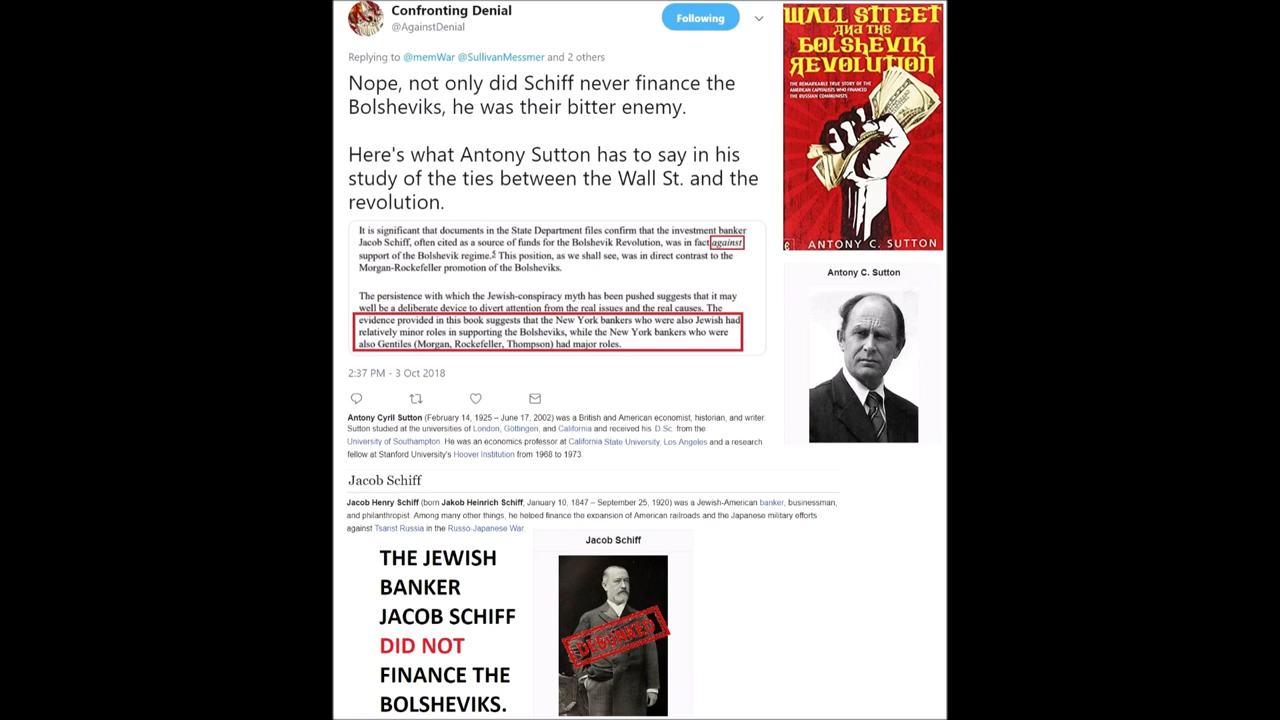 Confronting Denial
@AgainstDenial
Following
Replying to @memWar @SullivanMessmer and 2 others
Nope, not only did Schiff never finance the
Bolsheviks, he was their bitter enemy.
Here's what Antony Sutton has to say in his
study of the ties between the Wall St. and the
revolution.
It is significant that documents in the State Department files confirm that the investment banker
Jacob Schiff, often cited as a source of funds for the Bolshevik Revolution, was in fact against
support of the Bolshevik regime.5 This position, as we shall see, was in direct contrast to the
Morgan-Rockefeller promotion of the Bolsheviks.
The persistence with which the Jewish-conspiracy myth has been pushed suggests that it may
well be a deliberate device to divert attention from the real issues and the real causes. The
evidence provided in this book suggests that the New York bankers who were also Jewish had
relatively minor roles in supporting the Bolsheviks, while the New York bankers who were
also Gentiles (Morgan, Rockefeller, Thompson) had major roles.
2:37 PM - 3 Oct 2018
Antony Cyril Sutton (February 14, 1925 – June 17, 2002) was a British and American economist, historian, and writer.
Sutton studied at the universities of London, Göttingen, and California and received his D.Sc. from the
University of Southampton. He was an economics professor at California State University, Los Angeles and a research
fellow at Stanford University's Hoover Institution from 1968 to 1973.
WALL STREET
AND THE
BOLSHEVIK
REVOLUTION
THE REMARKABLE TRUE STORY OF THE
AMERICAN CAPITALISTS WHO FINANCED
THE RUSSIAN COMMUNISTS
ANTONY C. SUTTON
Antony C. Sutton
Jacob Schiff
Jacob Henry Schiff (born Jakob Heinrich Schiff, January 10, 1847 – September 25, 1920) was a Jewish-American banker, businessman,
and philanthropist. Among many other things, he helped finance the expansion of American railroads and the Japanese military efforts
against Tsarist Russia in the Russo-Japanese War.
THE JEWISH
BANKER
JACOB SCHIFF
DID NOT
FINANCE THE
BOLSHEVIKS.
Jacob Schiff
DEBUNKED